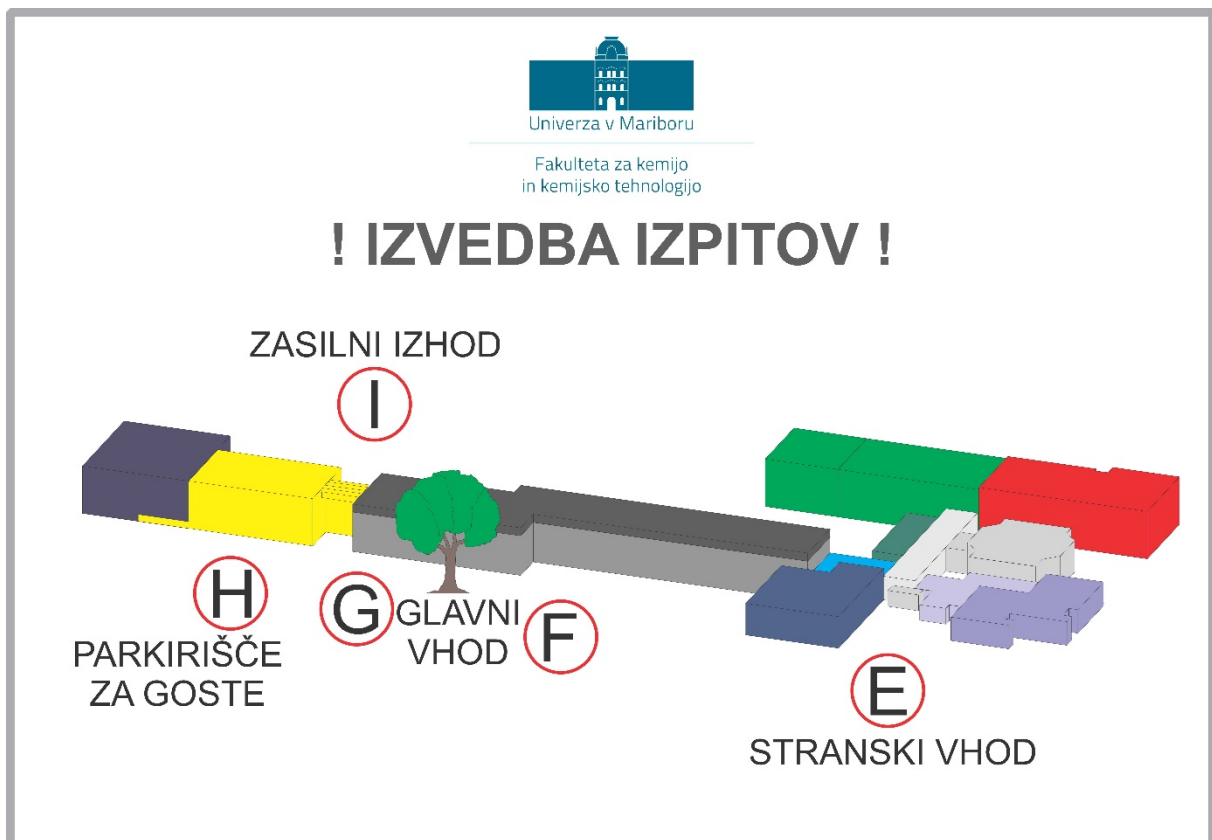 Univerza v Mariboru
Fakulteta za kemijo
in kemijsko tehnologijo
! IZVEDBA IZPITOV !
ZASILNI IZHOD
I
H
PARKIRIŠČE
ZA GOSTE
G
GLAVNI
VHOD
F
E
STRANSKI VHOD